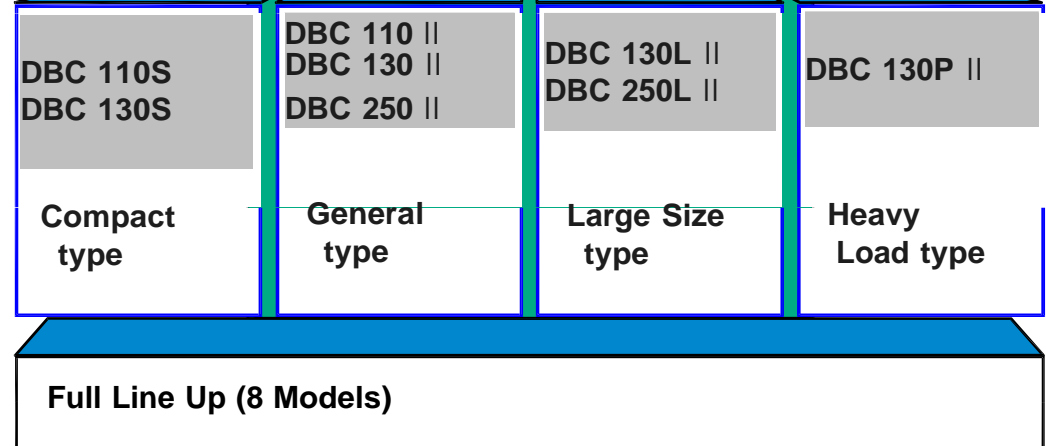 DBC 110S
DBC 130S
DBC 110 II
DBC 130 II
DBC 250 II
DBC 130L II
DBC 250L II
DBC 130P II
Compact
type
General
type
Large Size
type
Heavy
Load type
Full Line Up (8 Models)